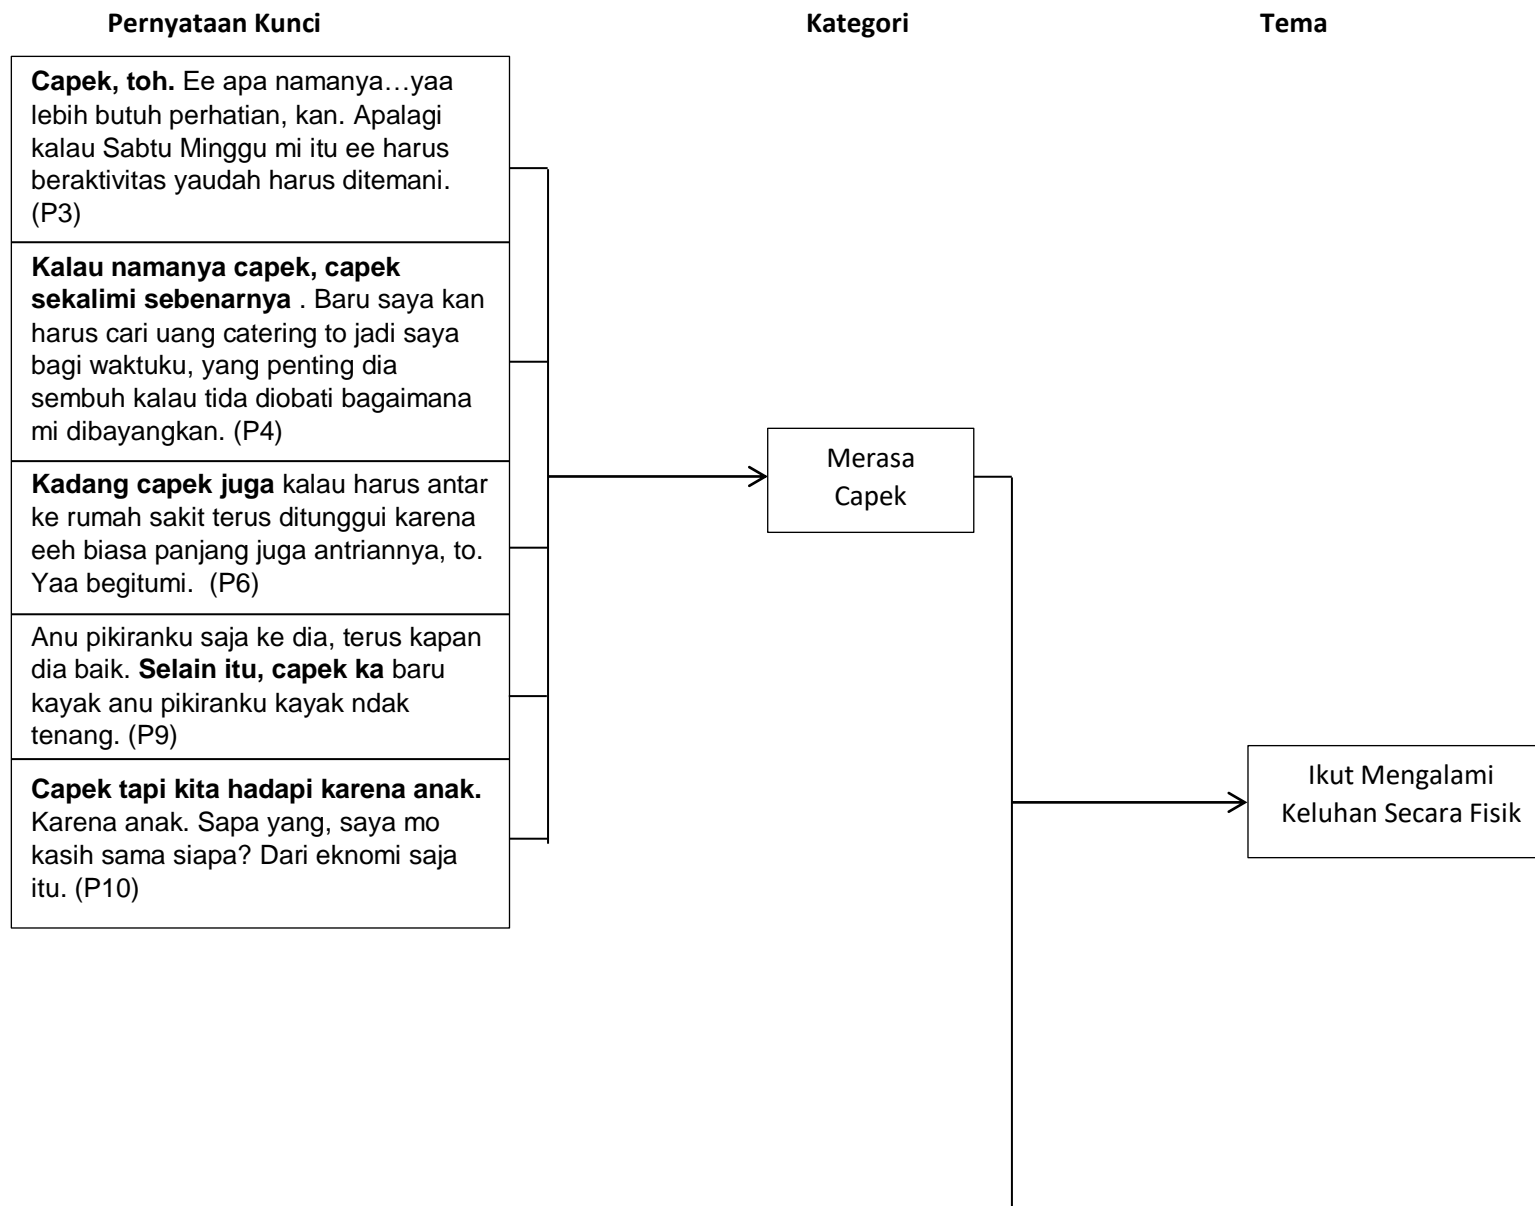 Pernyataan Kunci
Kategori
Tema
Capek, toh. Ee apa namanya…yaa
lebih butuh perhatian, kan. Apalagi
kalau Sabtu Minggu mi itu ee harus
beraktivitas yaudah harus ditemani.
(P3)
Kalau namanya capek, capek
sekalimi sebenarnya . Baru saya kan
harus cari uang catering to jadi saya
bagi waktuku, yang penting dia
sembuh kalau tida diobati bagaimana
mi dibayangkan. (P4)
Kadang capek juga kalau harus antar
ke rumah sakit terus ditunggui karena
eeh biasa panjang juga antriannya, to.
Yaa begitumi.  (P6)
Anu pikiranku saja ke dia, terus kapan
dia baik. Selain itu, capek ka baru
kayak anu pikiranku kayak ndak
tenang. (P9)
Capek tapi kita hadapi karena anak.
Karena anak. Sapa yang, saya mo
kasih sama siapa? Dari eknomi saja
itu. (P10)
Merasa
Capek
Ikut Mengalami
Keluhan Secara Fisik